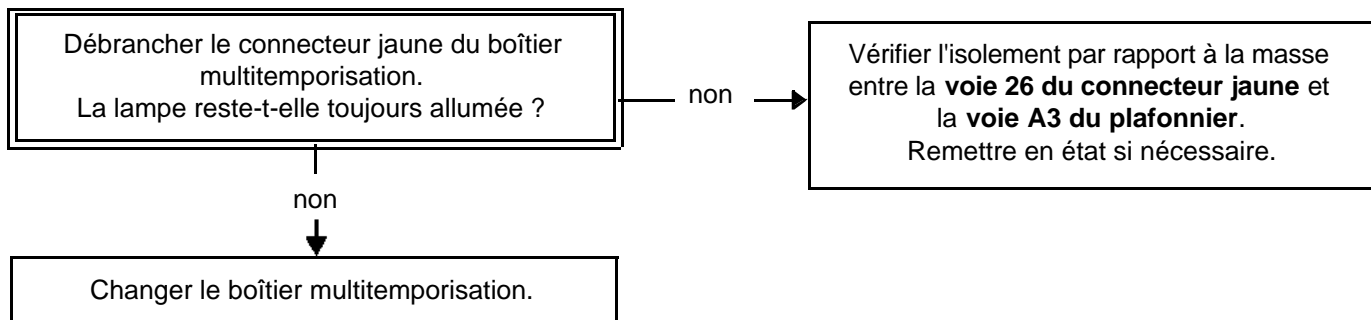 Débrancher le connecteur jaune du boîtier
multitemporisation.
La lampe reste-t-elle toujours allumée ?
non
Vérifier l'isolement par rapport à la masse
entre la voie 26 du connecteur jaune et
la voie A3 du plafonnier.
Remettre en état si nécessaire.
non
Changer le boîtier multitemporisation.